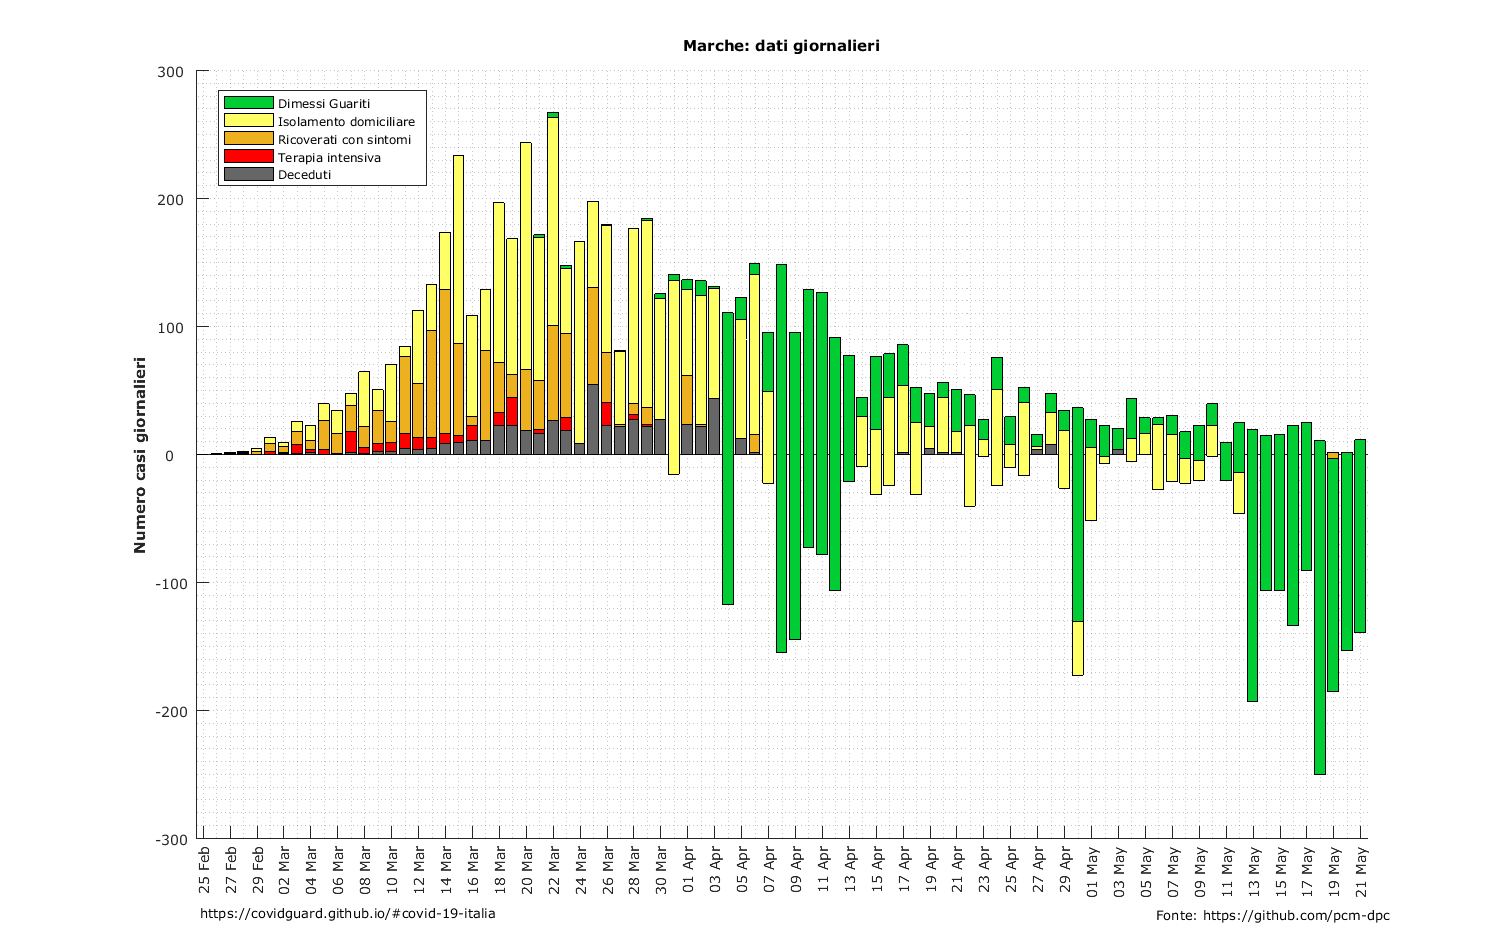 Marche: dati giornalieri
300
200
100
0
-100
-200
-300
Numero casi giornalieri
Dimessi Guariti
Isolamento domiciliare
Ricoverati con sintomi
Terapia intensiva
Deceduti
25 Feb
27 Feb
29 Feb
02 Mar
04 Mar
06 Mar
08 Mar
10 Mar
12 Mar
14 Mar
16 Mar
18 Mar
20 Mar
22 Mar
24 Mar
26 Mar
28 Mar
30 Mar
01 Apr
03 Apr
05 Apr
07 Apr
09 Apr
11 Apr
13 Apr
15 Apr
17 Apr
19 Apr
21 Apr
23 Apr
25 Apr
27 Apr
29 Apr
01 May
03 May
05 May
07 May
09 May
11 May
13 May
15 May
17 May
19 May
21 May
https://covidguard.github.io/#covid-19-italia
Fonte: https://github.com/pcm-dpc